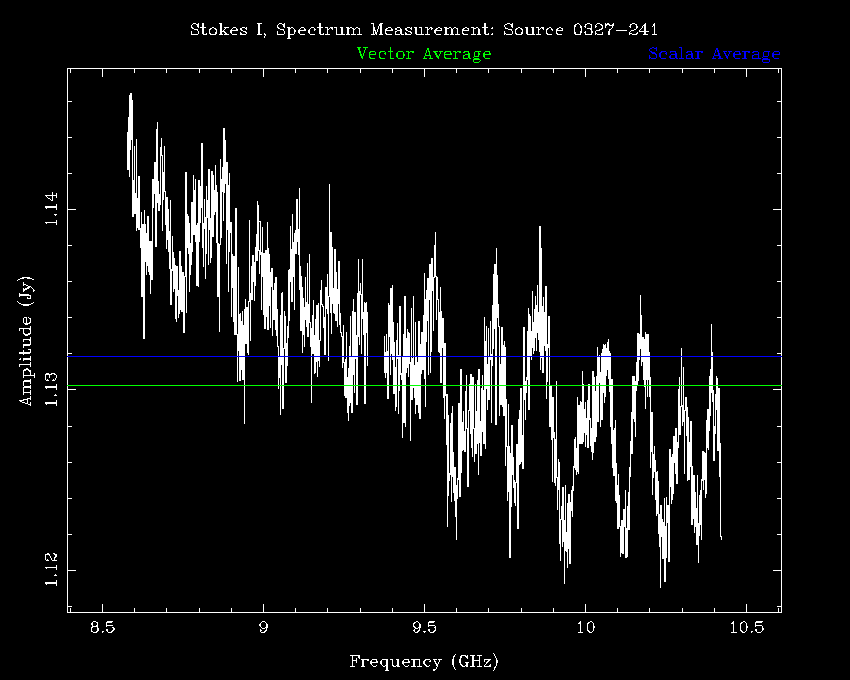 Stokes I, Spectrum Measurement: Source 0327−241
Vector Average
Scalar Average
Amplitude (Jy)
1.14
1.13
1.12
8.5
9
9.5
10
10.5
Frequency (GHz)